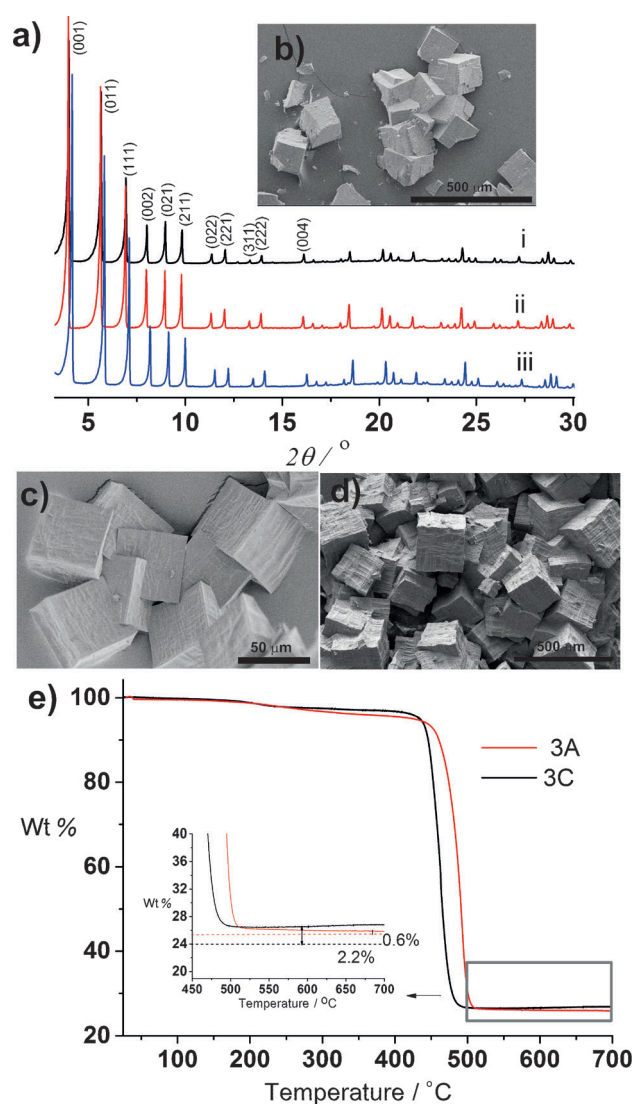 a)
b)
(001)
(011)
(111)
(002)
(021)
(211)
(022)
(221)
(311)
(222)
(004)
500 μm
i
ii
iii
5 10 15 20 25 30
2θ / °
c)
50 μm
d)
500 μm
e)
100
80
60
40
20
Wt %
3A
3C
40
36
32
28
24
20
Wt %
0.6%
2.2%
450 500 550 600 650 700
Temperature / °C
100 200 300 400 500 600 700
Temperature / °C